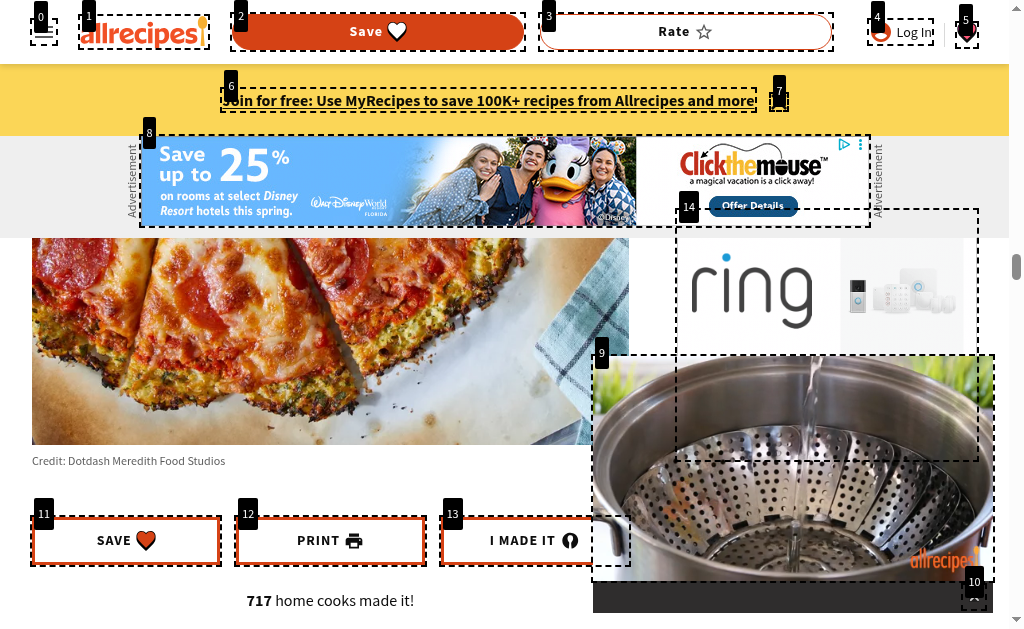 0
1
2
3
4
5
allrecipes
Save
Rate
Log In
6
7
Join for free: Use MyRecipes to save 100K+ recipes from Allrecipes and more
8
Advertisement
Save
up to 25%
on rooms at select Disney
Resort hotels this spring.
Walt Disney World
FLORIDA
©Disney
Clickthemouse™
a magical vacation is a click away!
Offer Details
Advertisement
14
ring
9
Credit: Dotdash Meredith Food Studios
11
12
13
SAVE
PRINT
I MADE IT
allrecipes
10
717 home cooks made it!